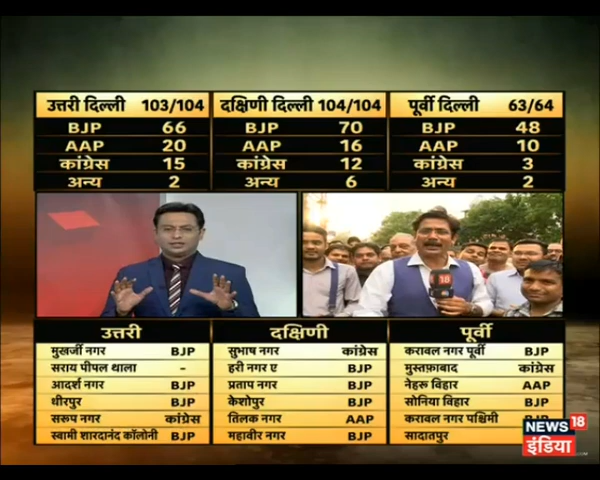 उत्तरी दिल्ली 103/104
BJP 66
AAP 20
कांग्रेस 15
अन्य 2
दक्षिणी दिल्ली 104/104
BJP 70
AAP 16
कांग्रेस 12
अन्य 6
पूर्वी दिल्ली 63/64
BJP 48
AAP 10
कांग्रेस 3
अन्य 2
18
उत्तरी
मुखर्जी नगर BJP
सराय पीपल थाला -
आदर्श नगर BJP
धीरपुर BJP
सरूप नगर कांग्रेस
स्वामी शारदानंद कॉलोनी BJP
दक्षिणी
सुभाष नगर कांग्रेस
हरी नगर ए BJP
प्रताप नगर BJP
केशोपुर BJP
तिलक नगर AAP
महावीर नगर BJP
पूर्वी
करावल नगर पूर्वी BJP
मुस्तफ़ाबाद कांग्रेस
नेहरू विहार AAP
सोनिया विहार BJP
करावल नगर पश्चिमी
सादातपुर
NEWS 18
इंडिया